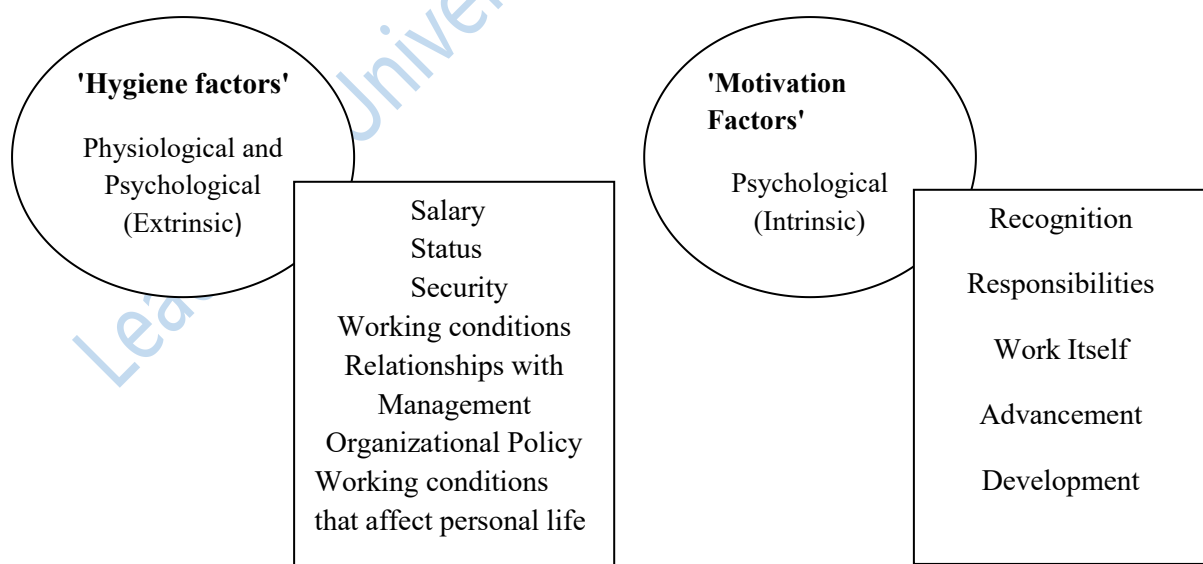 'Hygiene factors'
Physiological and
Psychological
(Extrinsic)
Salary
Status
Security
Working conditions
Relationships with
Management
Organizational Policy
Working conditions
that affect personal life
'Motivation
Factors'
Psychological
(Intrinsic)
Recognition
Responsibilities
Work Itself
Advancement
Development